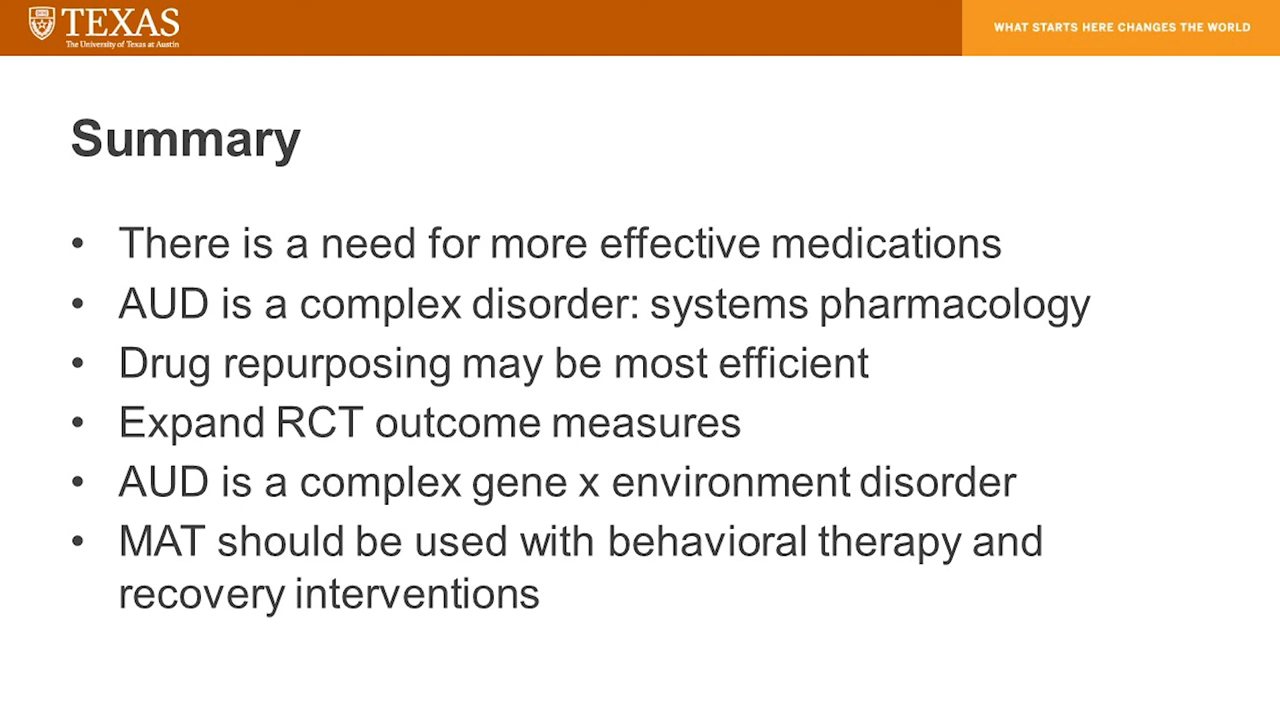 TEXAS
The University of Texas at Austin
WHAT STARTS HERE CHANGES THE WORLD
Summary
• There is a need for more effective medications
• AUD is a complex disorder: systems pharmacology
• Drug repurposing may be most efficient
• Expand RCT outcome measures
• AUD is a complex gene x environment disorder
• MAT should be used with behavioral therapy and
recovery interventions